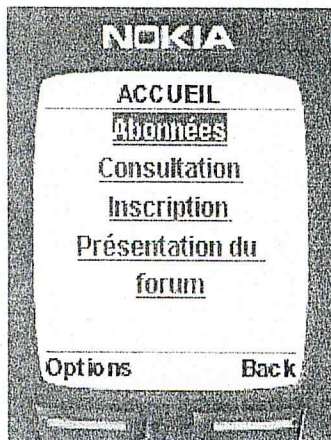 NOKIA
ACCUEIL
Abonnées
Consultation
Inscription
Présentation du
forum
Options Back